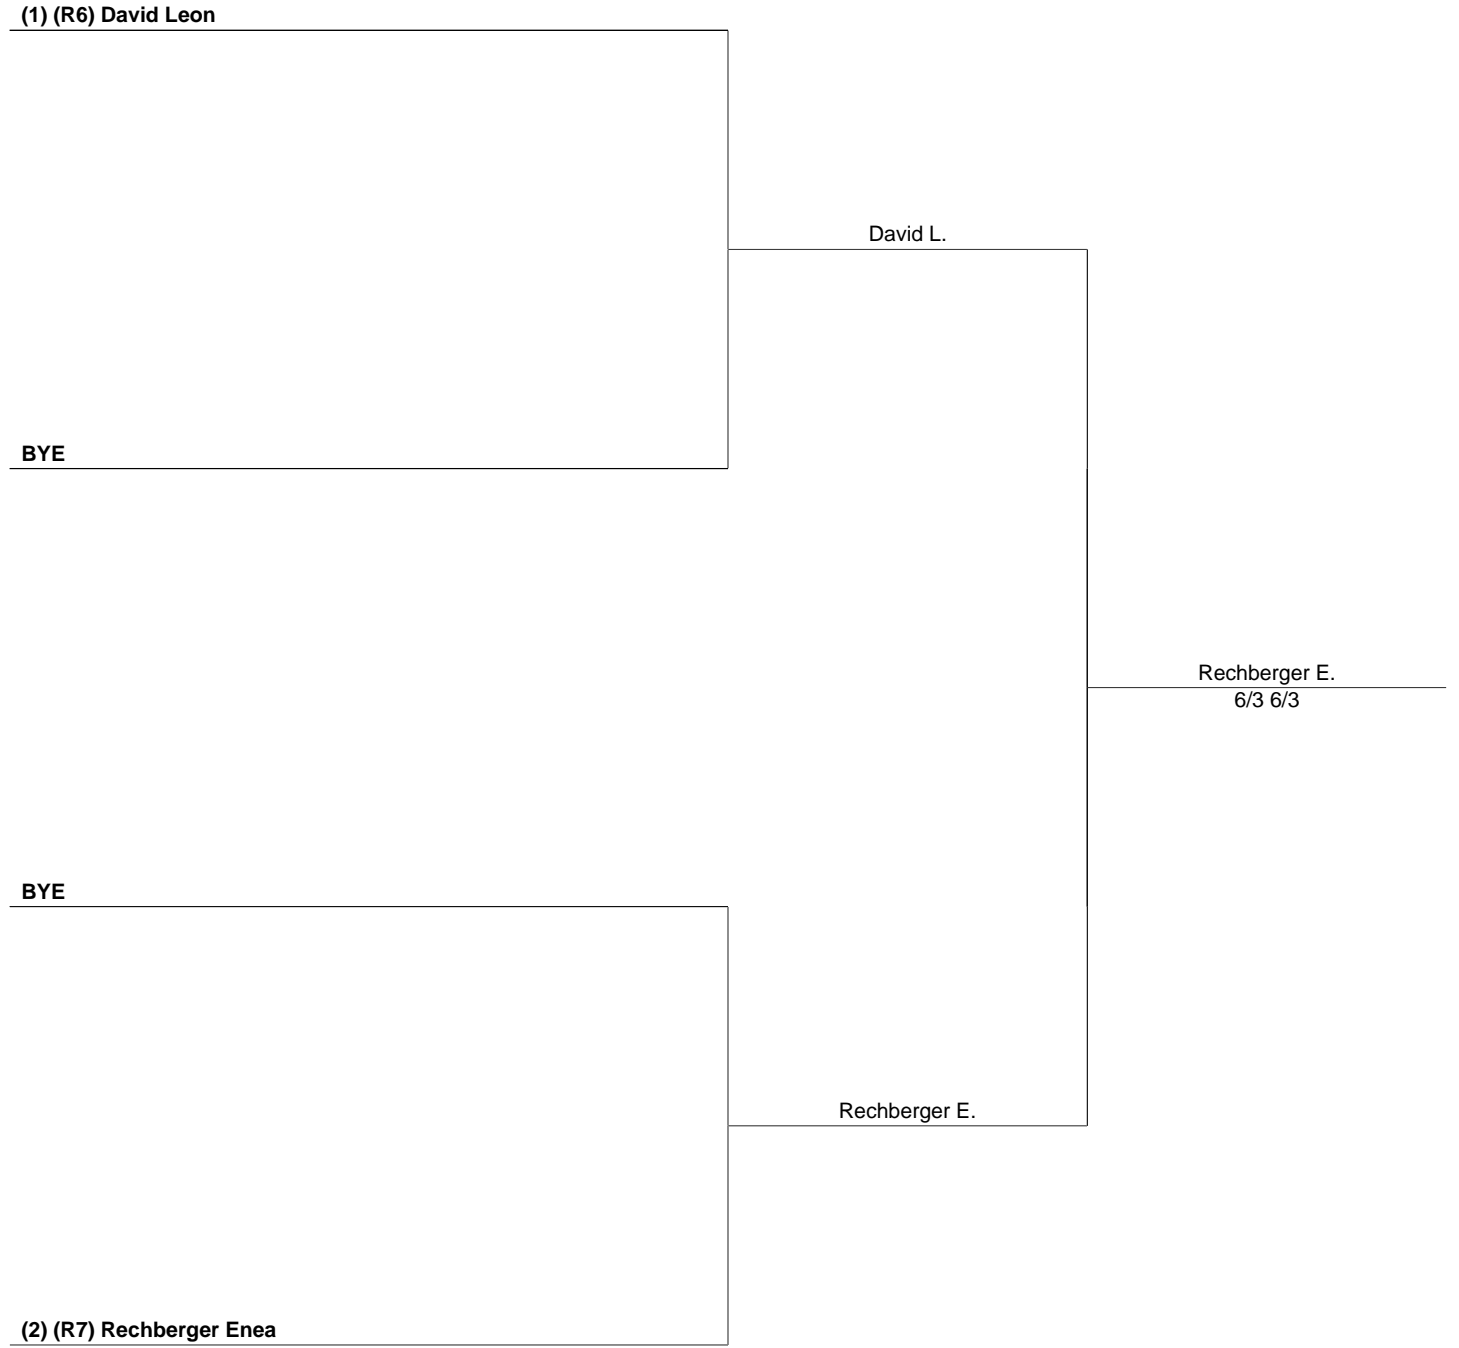 (1) (R6) David Leon
David L.
BYE
Rechberger E.
6/3 6/3
BYE
Rechberger E.
(2) (R7) Rechberger Enea